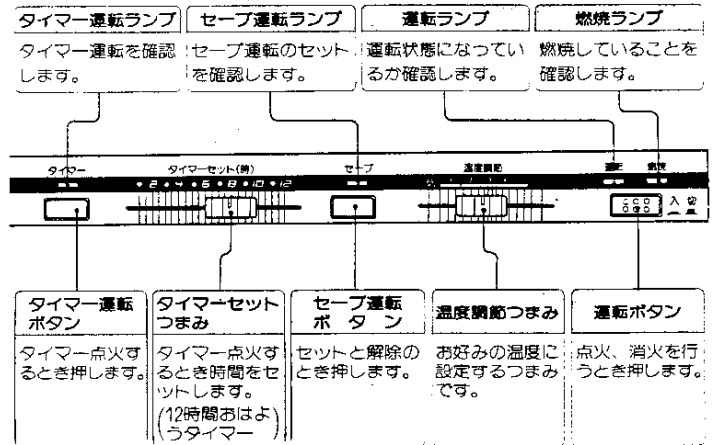 タイマー運転ランプ
タイマー運転を確認
します。
セーブ運転ランプ
セーブ運転のセット
を確認します。
運転ランプ
運転状態になってい
るか確認します。
燃焼ランプ
燃焼していることを
確認します。
タイマー
タイマーセット(時)
セーブ
温度調節
運転
燃焼
・2・4・6・8・10・12
入 切
タイマー運転
ボタン
タイマー点火す
るとき押します。
タイマーセット
つまみ
タイマー点火す
るとき時間をセ
ットします。
(12時間おはよ
うタイマー)
セーブ運転
ボタン
セットと解除の
とき押します。
温度調節つまみ
お好みの温度に
設定するつまみ
です。
運転ボタン
点火、消火を行
うとき押します。